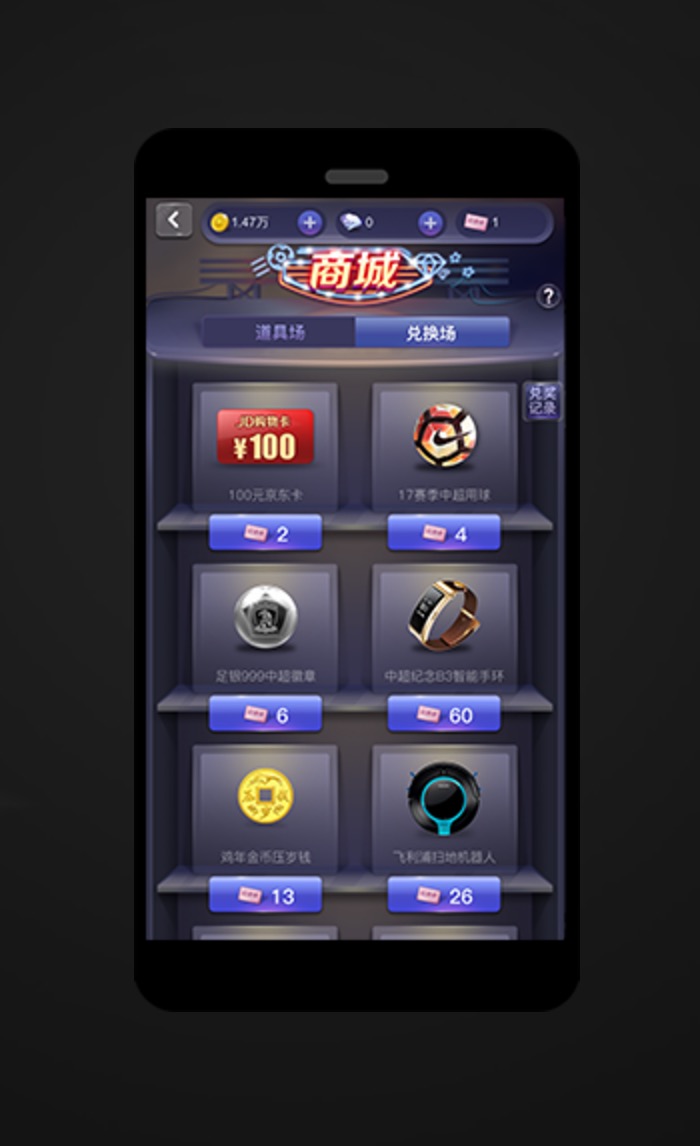 1.47万
0
1
商城
?
道具场
兑换场
兑奖
记录
JD购物卡
¥100
100元京东卡
17赛季中超用球
2
4
足银999中超徽章
中超纪念B3智能手环
6
60
鸡年金币压岁钱
飞利浦扫地机器人
13
26